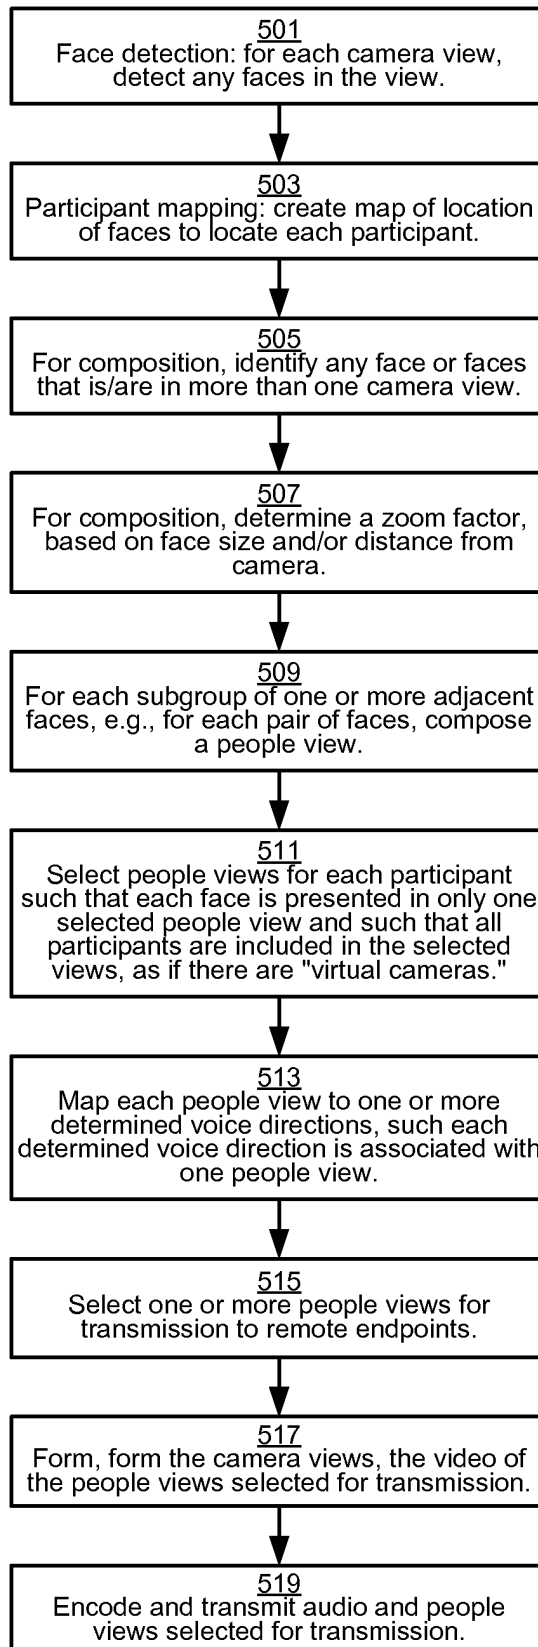 501
Face detection: for each camera view,
detect any faces in the view.
503
Participant mapping: create map of location
of faces to locate each participant.
505
For composition, identify any face or faces
that is/are in more than one camera view.
507
For composition, determine a zoom factor,
based on face size and/or distance from
camera.
509
For each subgroup of one or more adjacent
faces, e.g., for each pair of faces, compose
a people view.
511
Select people views for each participant
such that each face is presented in only one
selected people view and such that all
participants are included in the selected
views, as if there are "virtual cameras."
513
Map each people view to one or more
determined voice directions, such each
determined voice direction is associated with
one people view.
515
Select one or more people views for
transmission to remote endpoints.
517
Form, form the camera views, the video of
the people views selected for transmission.
519
Encode and transmit audio and people
views selected for transmission.